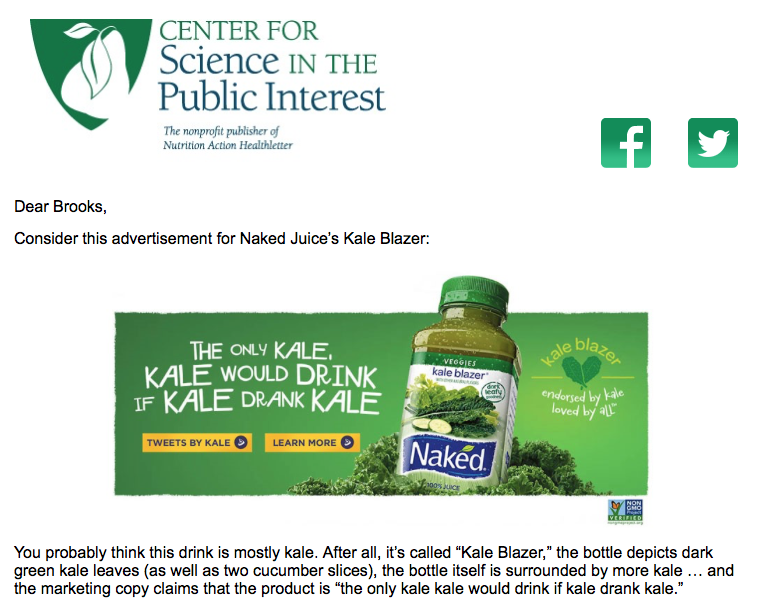 CENTER FOR
Science IN THE
Public Interest
The nonprofit publisher of
Nutrition Action Healthletter
Dear Brooks,
Consider this advertisement for Naked Juice's Kale Blazer:
THE ONLY KALE,
KALE WOULD DRINK
IF KALE DRANK KALE
TWEETS BY KALE
LEARN MORE
VEGGIES
kale blazer
dark
leafy
Naked
100% JUICE
kale blazer
endorsed by kale
loved by all™
NON
GMO
Project
VERIFIED
nongmoproject.org
You probably think this drink is mostly kale. After all, it's called “Kale Blazer,” the bottle depicts dark
green kale leaves (as well as two cucumber slices), the bottle itself is surrounded by more kale … and
the marketing copy claims that the product is “the only kale kale would drink if kale drank kale.”